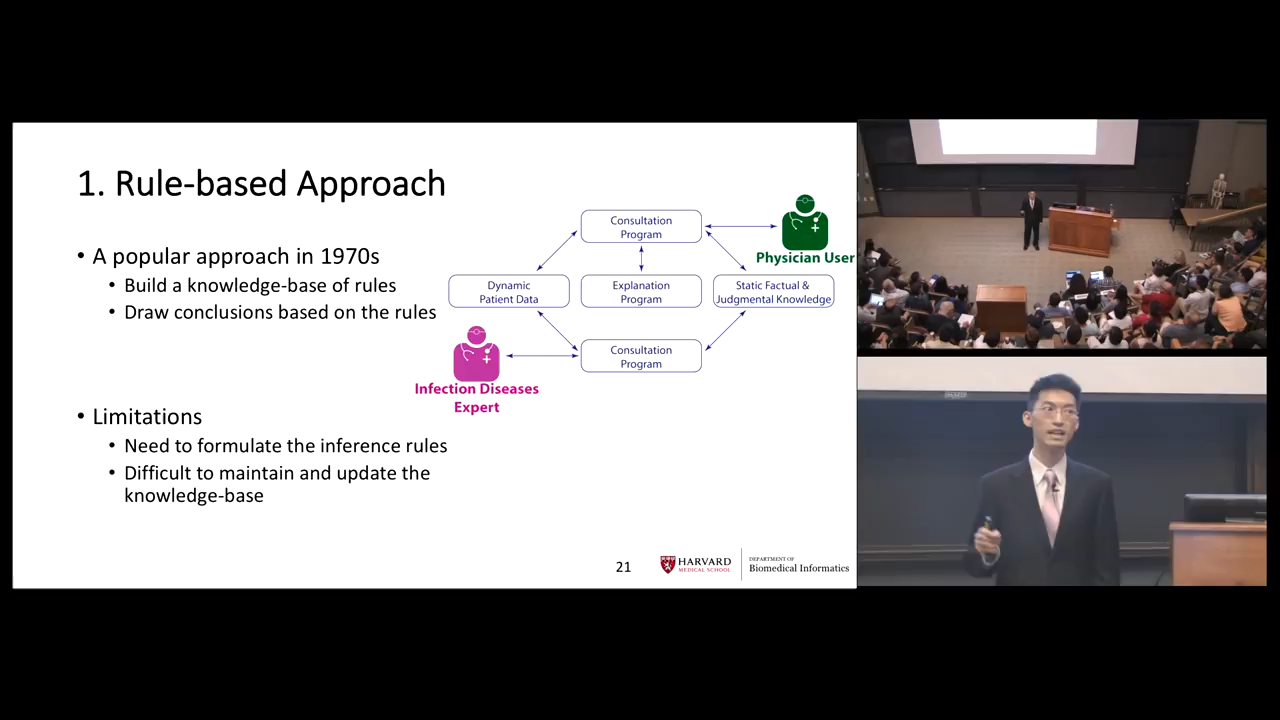 1. Rule-based Approach
• A popular approach in 1970s
• Build a knowledge-base of rules
• Draw conclusions based on the rules
• Limitations
• Need to formulate the inference rules
• Difficult to maintain and update the
knowledge-base
Consultation
Program
Physician User
Dynamic
Patient Data
Explanation
Program
Static Factual &
Judgmental Knowledge
Consultation
Program
Infection Diseases
Expert
21
HARVARD
MEDICAL SCHOOL
DEPARTMENT OF
Biomedical Informatics